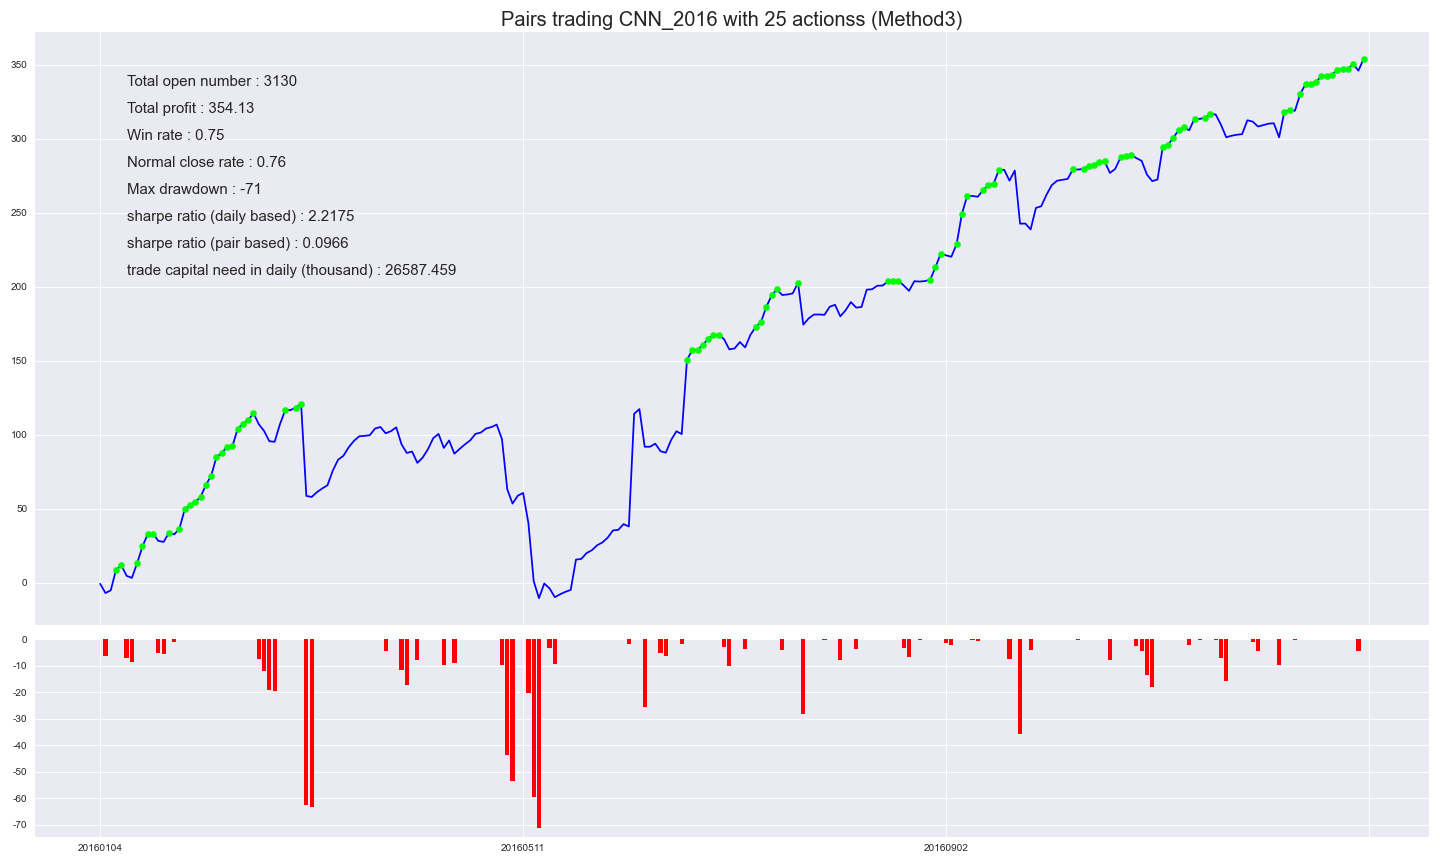 Pairs trading CNN_2016 with 25 actionss (Method3)
350
300
250
200
150
100
50
0
Total open number : 3130
Total profit : 354.13
Win rate : 0.75
Normal close rate : 0.76
Max drawdown : -71
sharpe ratio (daily based) : 2.2175
sharpe ratio (pair based) : 0.0966
trade capital need in daily (thousand) : 26587.459
0
-10
-20
-30
-40
-50
-60
-70
20160104
20160511
20160902